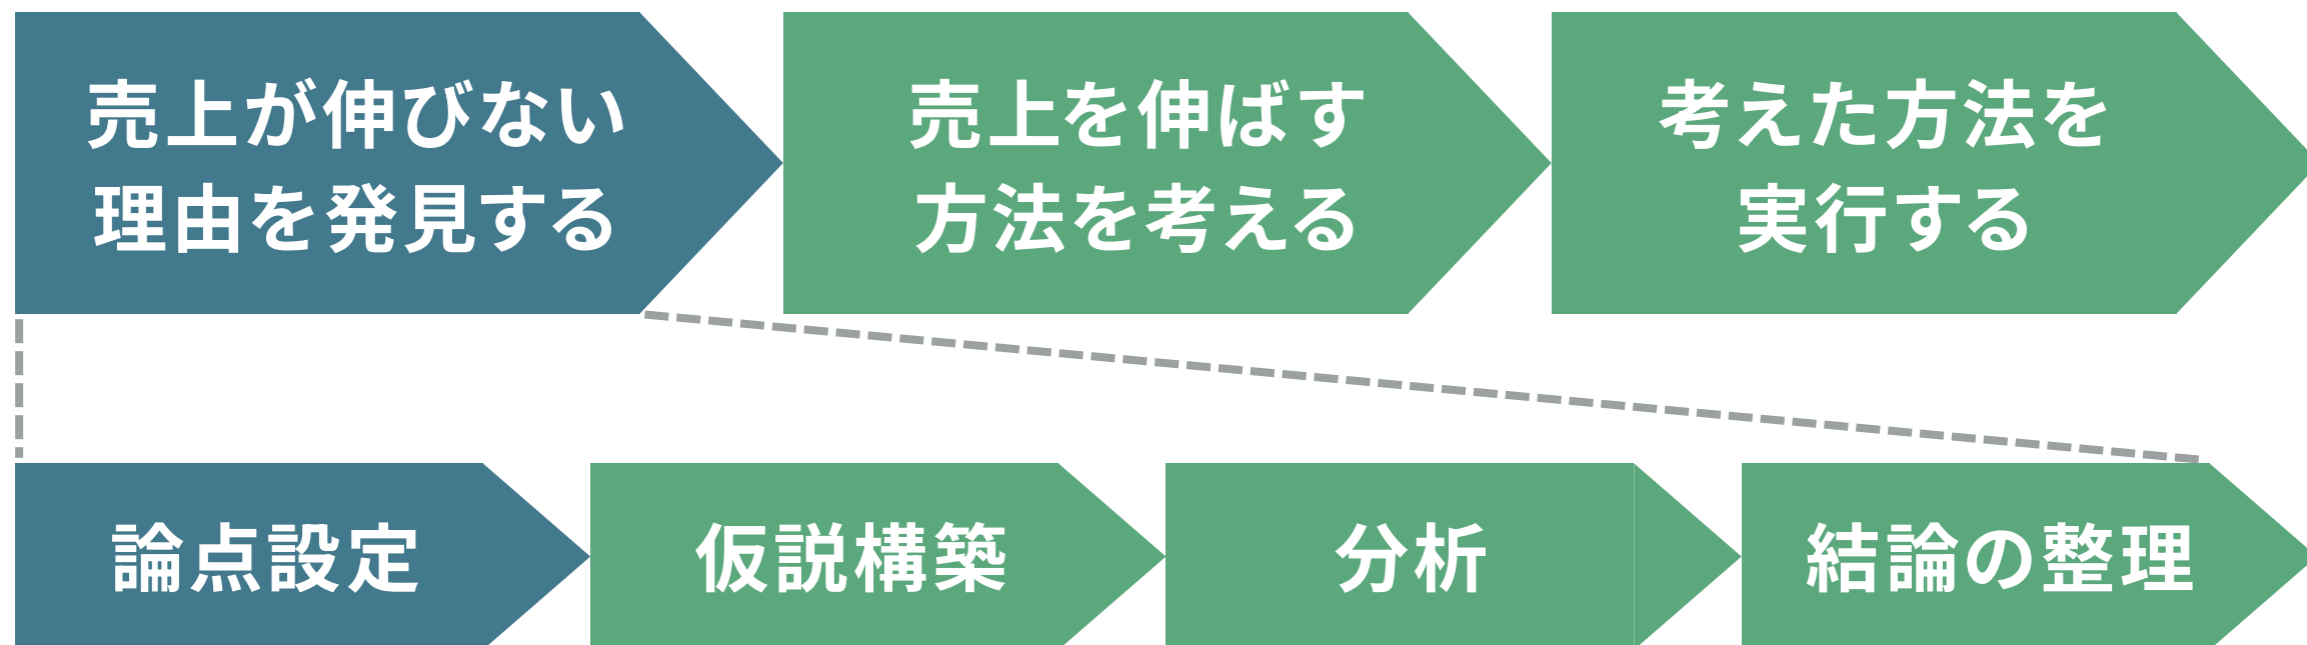 売上が伸びない
理由を発見する
売上を伸ばす
方法を考える
考えた方法を
実行する
論点設定
仮説構築
分析
結論の整理